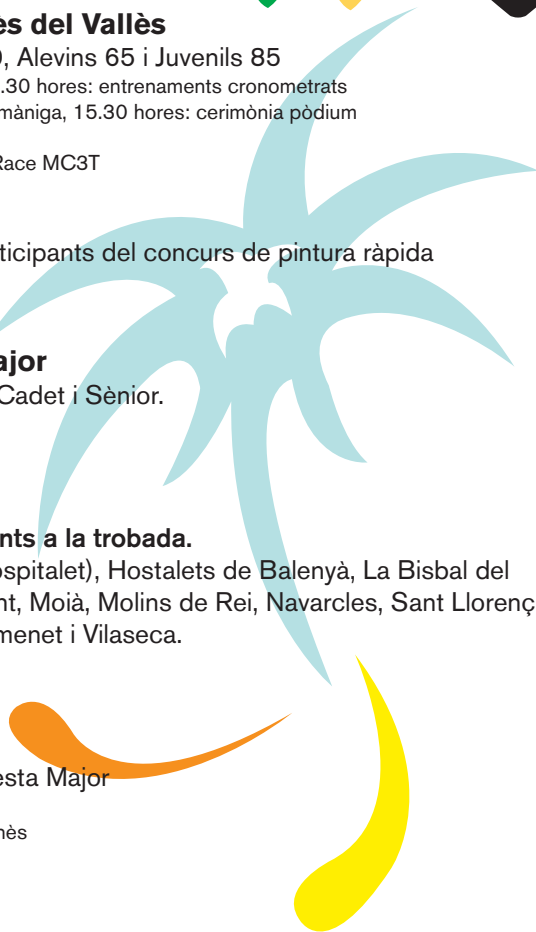 es del Vallès
, Alevins 65 i Juvenils 85
.30 hores: entrenaments cronometrats
màniga, 15.30 hores: cerimònia pòdium
Race MC3T
ticipants del concurs de pintura ràpida
ajor
Cadet i Sènior.
nts a la trobada.
ospitalet), Hostalets de Balenyà, La Bisbal del
nt, Moià, Molins de Rei, Navarcles, Sant Llorenç
menet i Vilaseca.
esta Major
nès